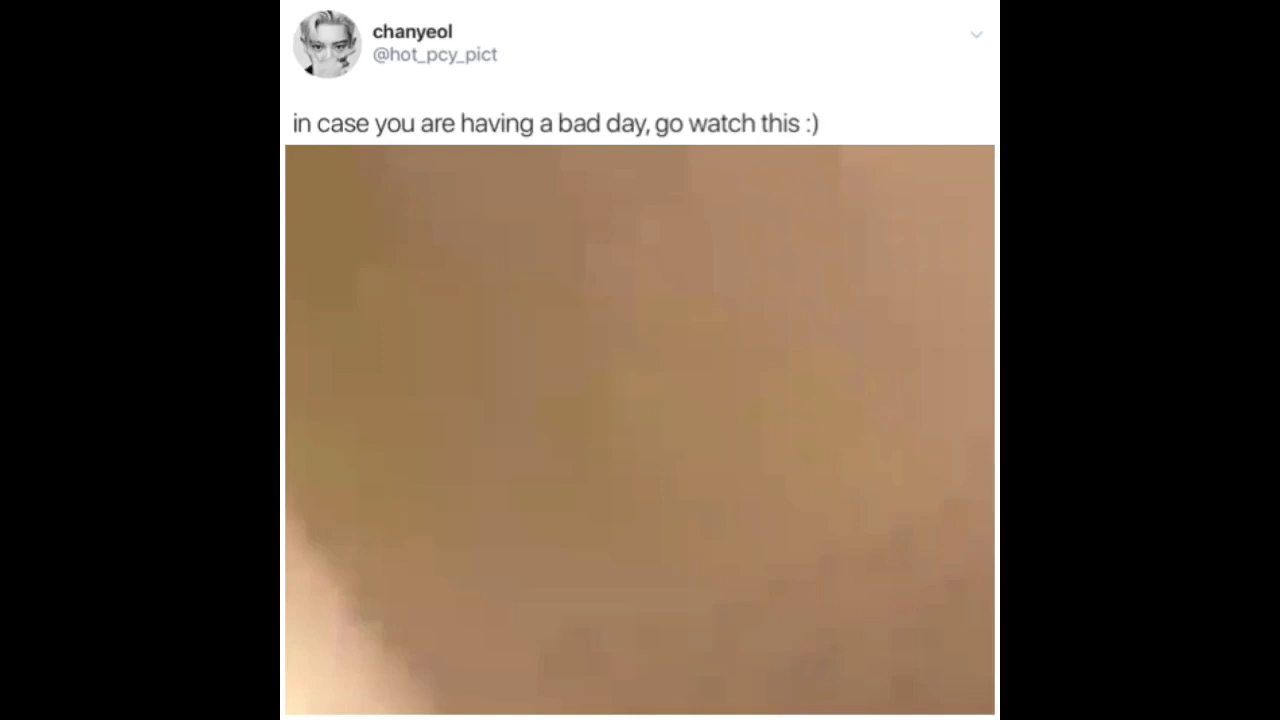 chanyeol
@hot_pcy_pict
in case you are having a bad day, go watch this :)